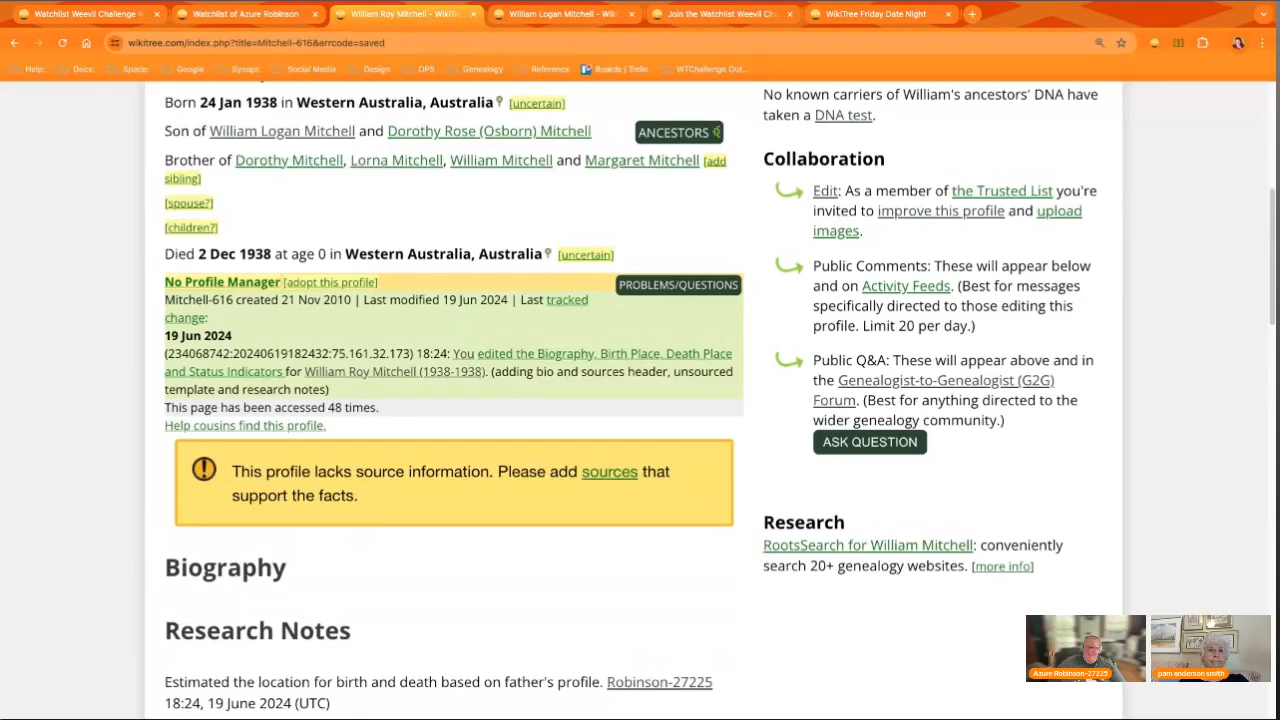 Watchlist Weevil Challenge
Watchlist of Azure Robinson
William Roy Mitchell - WikiTr
William Logan Mitchell - Wiki
Join the Watchlist Weevil Ch
WikiTree Friday Date Night
wikitree.com/index.php?title=Mitchell-616&errcode=saved
Help:
Docs:
Space:
Google
Sysops
Social Media
Design
OPS
Genealogy
Reference
Boards | Trello
WTChallenge Out...
Born 24 Jan 1938 in Western Australia, Australia [uncertain]
Son of William Logan Mitchell and Dorothy Rose (Osborn) Mitchell
ANCESTORS
Brother of Dorothy Mitchell, Lorna Mitchell, William Mitchell and Margaret Mitchell [add
sibling]
[spouse?]
[children?]
Died 2 Dec 1938 at age 0 in Western Australia, Australia [uncertain]
No Profile Manager [adopt this profile]
PROBLEMS/QUESTIONS
Mitchell-616 created 21 Nov 2010 | Last modified 19 Jun 2024 | Last tracked
change:
19 Jun 2024
(234068742:20240619182432:75.161.32.173) 18:24: You edited the Biography, Birth Place, Death Place
and Status Indicators for William Roy Mitchell (1938-1938). (adding bio and sources header, unsourced
template and research notes)
This page has been accessed 48 times.
Help cousins find this profile.
This profile lacks source information. Please add sources that
support the facts.
Biography
Research Notes
Estimated the location for birth and death based on father's profile. Robinson-27225
18:24, 19 June 2024 (UTC)
No known carriers of William's ancestors' DNA have
taken a DNA test.
Collaboration
Edit: As a member of the Trusted List you're
invited to improve this profile and upload
images.
Public Comments: These will appear below
and on Activity Feeds. (Best for messages
specifically directed to those editing this
profile. Limit 20 per day.)
Public Q&A: These will appear above and in
the Genealogist-to-Genealogist (G2G)
Forum. (Best for anything directed to the
wider genealogy community.)
ASK QUESTION
Research
RootsSearch for William Mitchell: conveniently
search 20+ genealogy websites. [more info]
Azure Robinson-27225
pam anderson smith